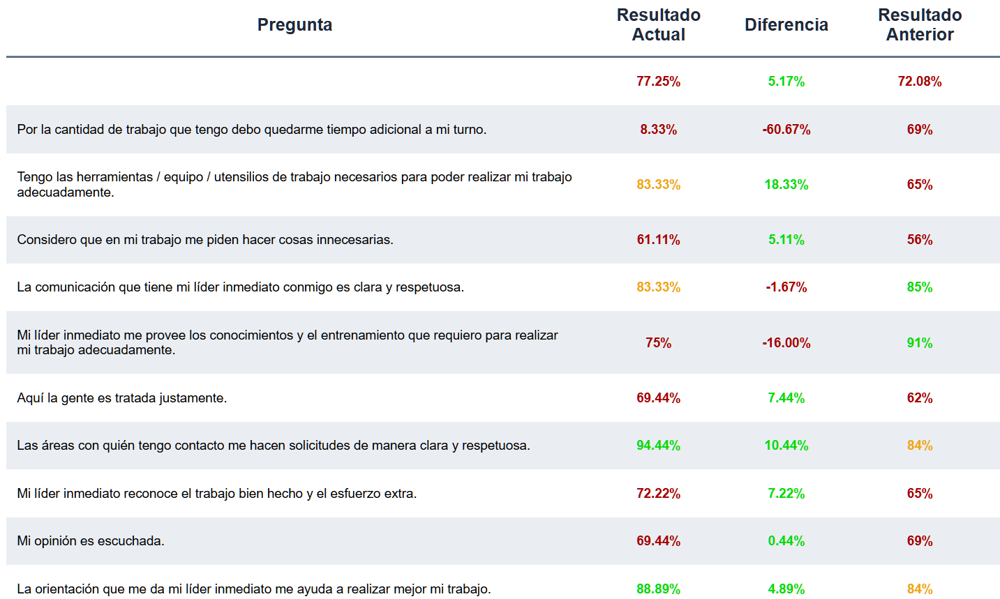 Pregunta Resultado Actual Diferencia Resultado Anterior
77.25% 5.17% 72.08%
Por la cantidad de trabajo que tengo debo quedarme tiempo adicional a mi turno. 8.33% -60.67% 69%
Tengo las herramientas / equipo / utensilios de trabajo necesarios para poder realizar mi trabajo
adecuadamente. 83.33% 18.33% 65%
Considero que en mi trabajo me piden hacer cosas innecesarias. 61.11% 5.11% 56%
La comunicación que tiene mi líder inmediato conmigo es clara y respetuosa. 83.33% -1.67% 85%
Mi líder inmediato me provee los conocimientos y el entrenamiento que requiero para realizar
mi trabajo adecuadamente. 75% -16.00% 91%
Aquí la gente es tratada justamente. 69.44% 7.44% 62%
Las áreas con quién tengo contacto me hacen solicitudes de manera clara y respetuosa. 94.44% 10.44% 84%
Mi líder inmediato reconoce el trabajo bien hecho y el esfuerzo extra. 72.22% 7.22% 65%
Mi opinión es escuchada. 69.44% 0.44% 69%
La orientación que me da mi líder inmediato me ayuda a realizar mejor mi trabajo. 88.89% 4.89% 84%